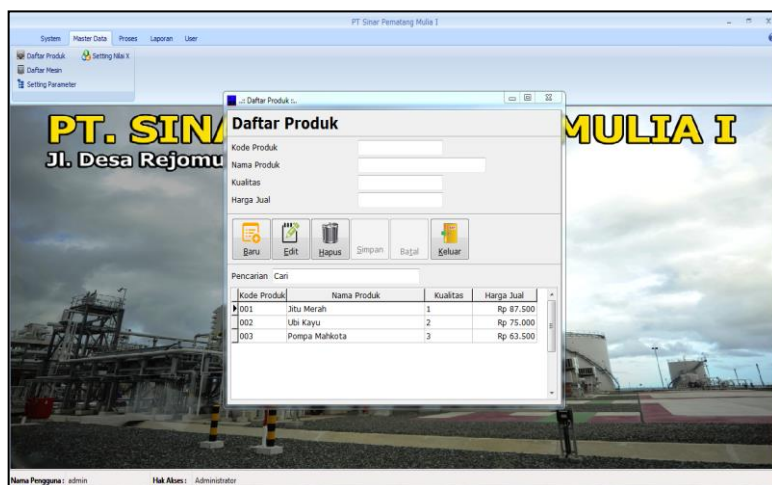 PT Sinar Pematang Mulia I
System Master Data Proses Laporan User
Daftar Produk Setting Nilai X
Daftar Mesin
Setting Parameter
..: Daftar Produk :..
PT. SINA MULIA I
Jl. Desa Rejomu
Daftar Produk
Kode Produk
Nama Produk
Kualitas
Harga Jual
Baru Edit Hapus Simpan Batal Keluar
Pencarian Cari
Kode Produk Nama Produk Kualitas Harga Jual
001 Jitu Merah 1 Rp 87.500
002 Ubi Kayu 2 Rp 75.000
003 Pompa Mahkota 3 Rp 63.500
Nama Pengguna : admin Hak Akses : Administrator